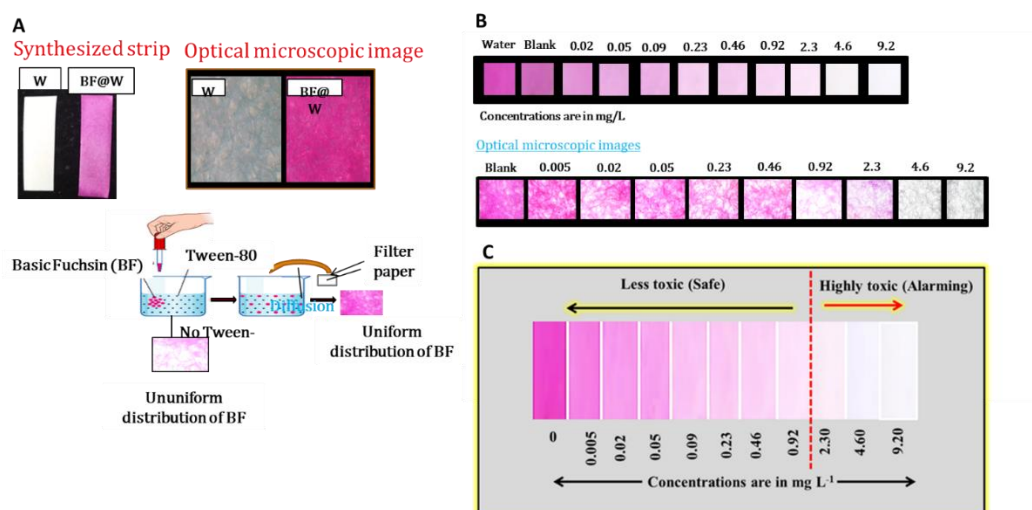 A
Synthesized strip
Optical microscopic image
W
BF@W
W
BF@
W
Basic Fuchsin (BF)
Tween-80
Filter
paper
Diffusion
No Tween-
Uniform
distribution of BF
Ununiform
distribution of BF
B
Water Blank 0.02 0.05 0.09 0.23 0.46 0.92 2.3 4.6 9.2
Concentrations are in mg/L
Optical microscopic images
Blank 0.005 0.02 0.05 0.23 0.46 0.92 2.3 4.6 9.2
C
Less toxic (Safe)
Highly toxic (Alarming)
0 0.005 0.02 0.05 0.09 0.23 0.46 0.92 2.30 4.60 9.20
Concentrations are in mg L⁻¹